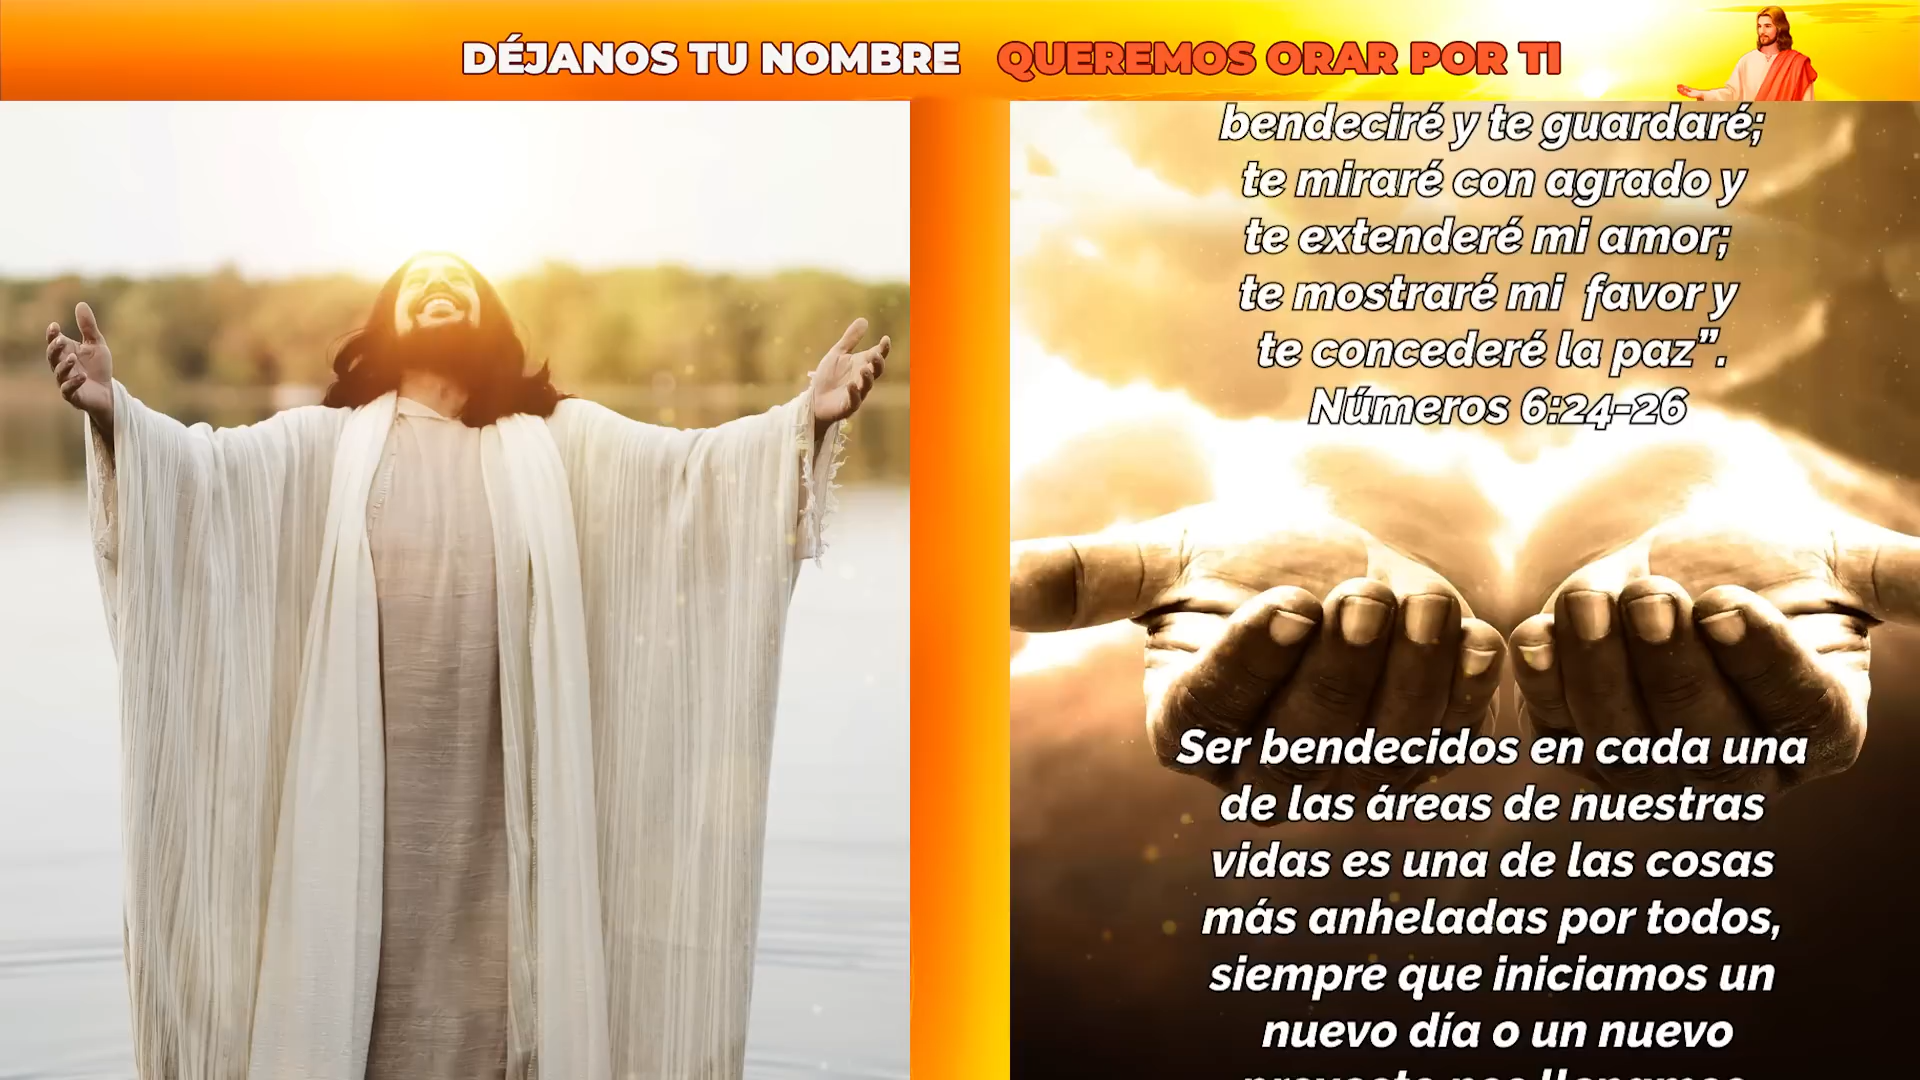 DÉJANOS TU NOMBRE QUEREMOS ORAR POR TI
bendeciré y te guardaré;
te miraré con agrado y
te extenderé mi amor;
te mostraré mi favor y
te concederé la paz”.
Números 6:24-26
Ser bendecidos en cada una
de las áreas de nuestras
vidas es una de las cosas
más anheladas por todos,
siempre que iniciamos un
nuevo día o un nuevo